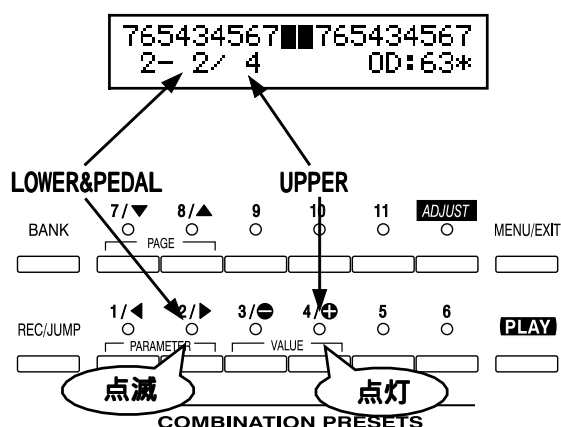 765434567██765434567
2- 2/ 4 OD:63*
LOWER&PEDAL UPPER
7/▼ 8/▲ 9 10 11 ADJUST
BANK MENU/EXIT
PAGE
1/◀ 2/▶ 3/⊖ 4/⊕ 5 6
REC/JUMP PLAY
PARAMETER VALUE
点滅 点灯
COMBINATION PRESETS